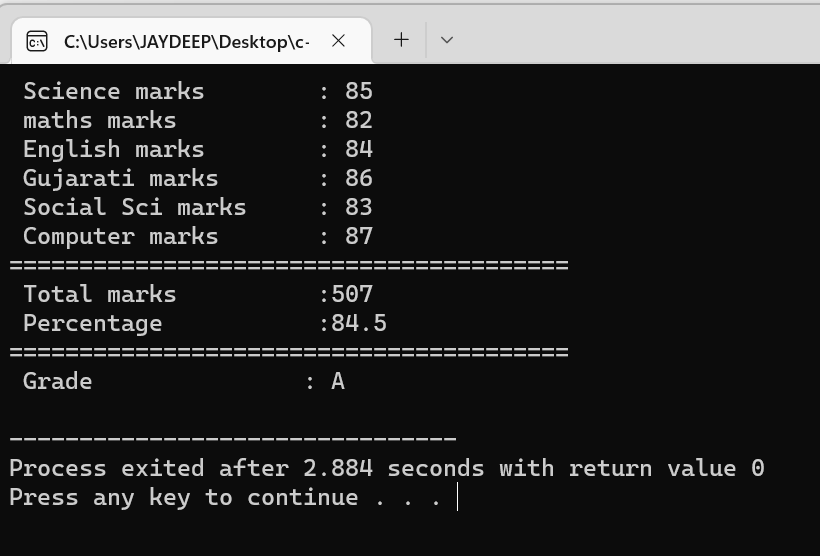 C:\Users\JAYDEEP\Desktop\c-
Science marks : 85
maths marks : 82
English marks : 84
Gujarati marks : 86
Social Sci marks : 83
Computer marks : 87
========================================
Total marks :507
Percentage :84.5
========================================
Grade : A
--------------------------------
Process exited after 2.884 seconds with return value 0
Press any key to continue . . .